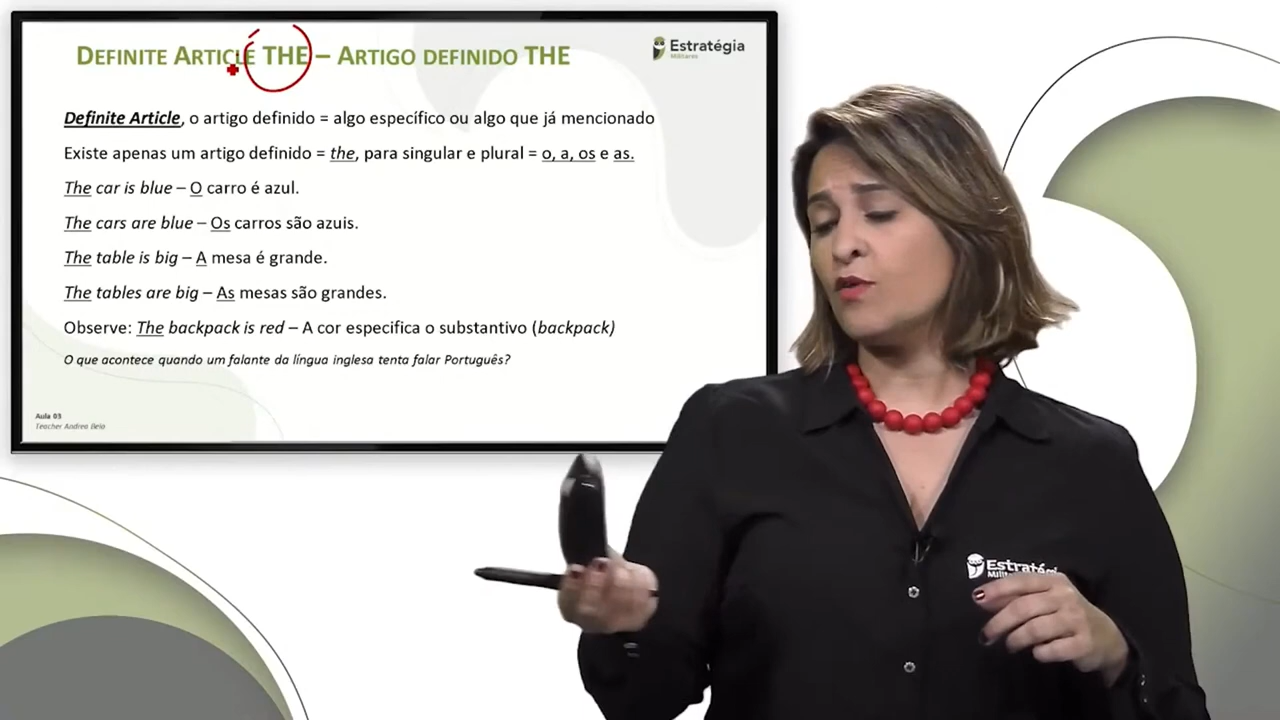 DEFINITE ARTICLE THE – ARTIGO DEFINIDO THE
Estratégia
Militares
Definite Article, o artigo definido = algo específico ou algo que já mencionado
Existe apenas um artigo definido = the, para singular e plural = o, a, os e as.
The car is blue – O carro é azul.
The cars are blue – Os carros são azuis.
The table is big – A mesa é grande.
The tables are big – As mesas são grandes.
Observe: The backpack is red – A cor especifica o substantivo (backpack)
O que acontece quando um falante da língua inglesa tenta falar Português?
Aula 03
Teacher Andrea Belo
Estratégia